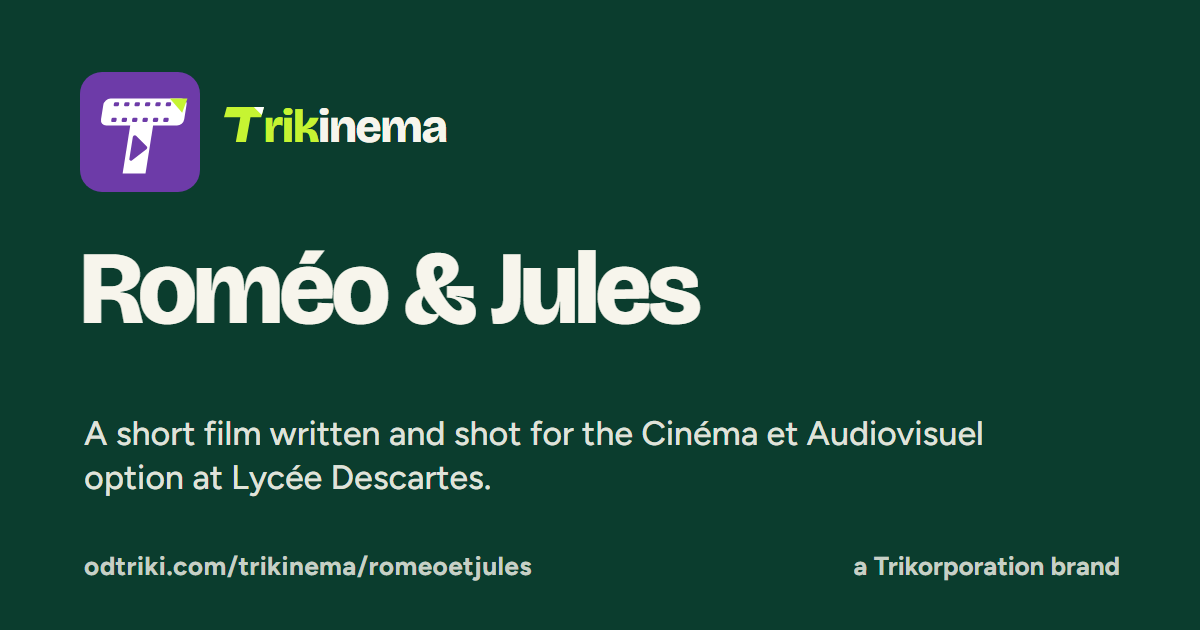 Trikinema
Roméo & Jules
A short film written and shot for the Cinéma et Audiovisuel
option at Lycée Descartes.
odtriki.com/trikinema/romeoetjules
a Trikorporation brand